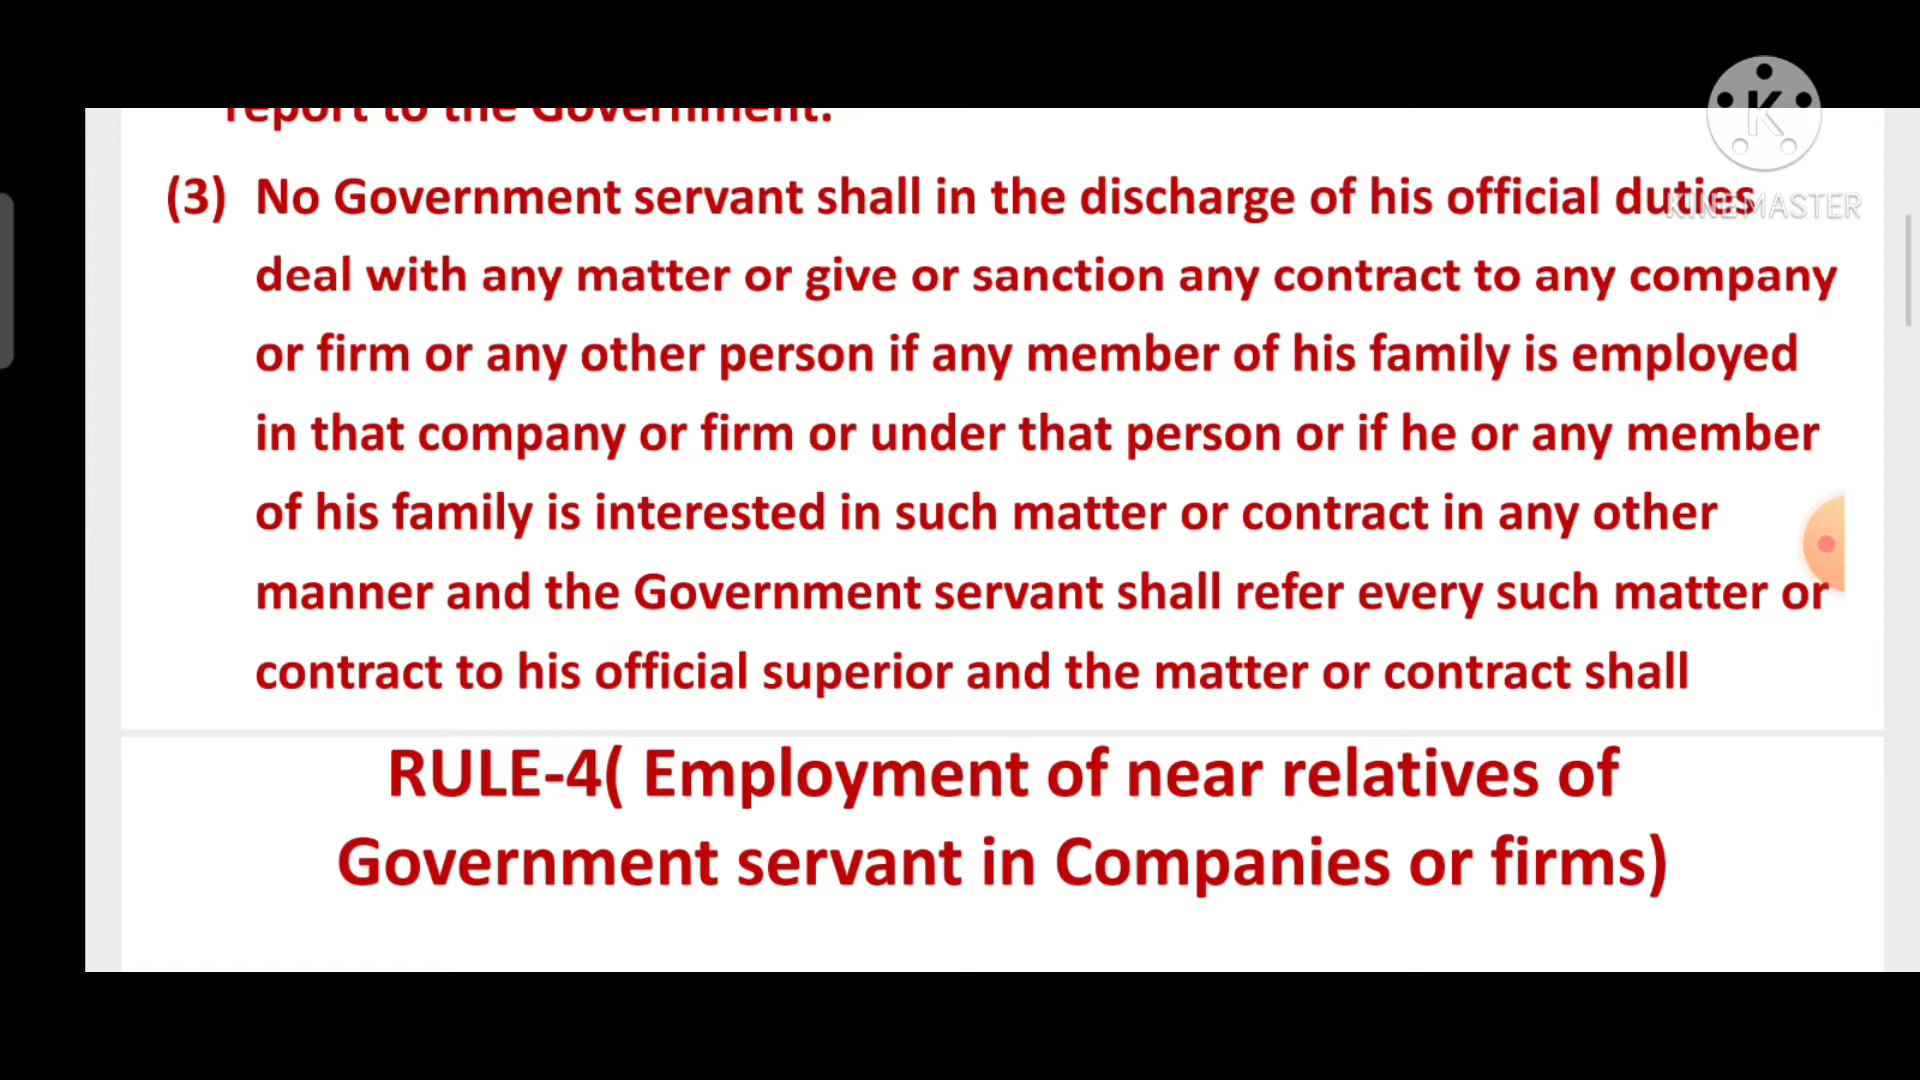 report to the Government.
K
KINEMASTER
(3) No Government servant shall in the discharge of his official duties
deal with any matter or give or sanction any contract to any company
or firm or any other person if any member of his family is employed
in that company or firm or under that person or if he or any member
of his family is interested in such matter or contract in any other
manner and the Government servant shall refer every such matter or
contract to his official superior and the matter or contract shall
RULE-4( Employment of near relatives of
Government servant in Companies or firms)